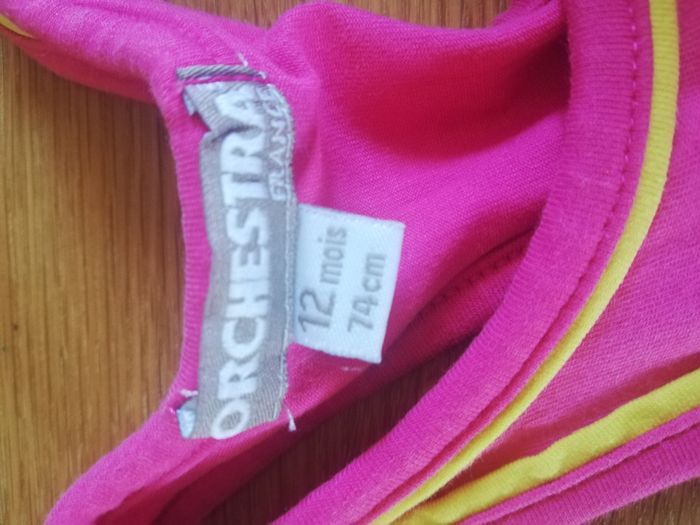 ORCHESTRA
FRANCE
12 mois
74cm